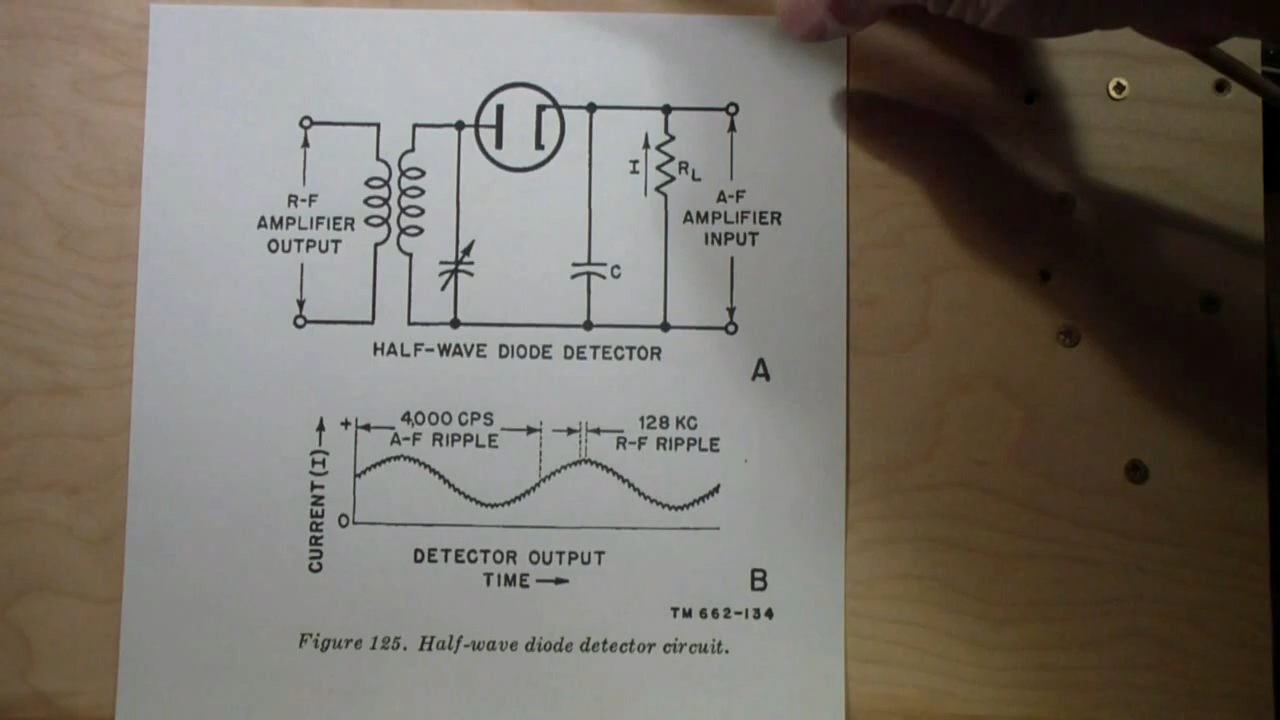 R-F
AMPLIFIER
OUTPUT
I
R_L
A-F
AMPLIFIER
INPUT
C
HALF-WAVE DIODE DETECTOR
A
CURRENT (I)
+
4,000 CPS
A-F RIPPLE
128 KC
R-F RIPPLE
0
DETECTOR OUTPUT
TIME
B
TM 662-134
Figure 125. Half-wave diode detector circuit.